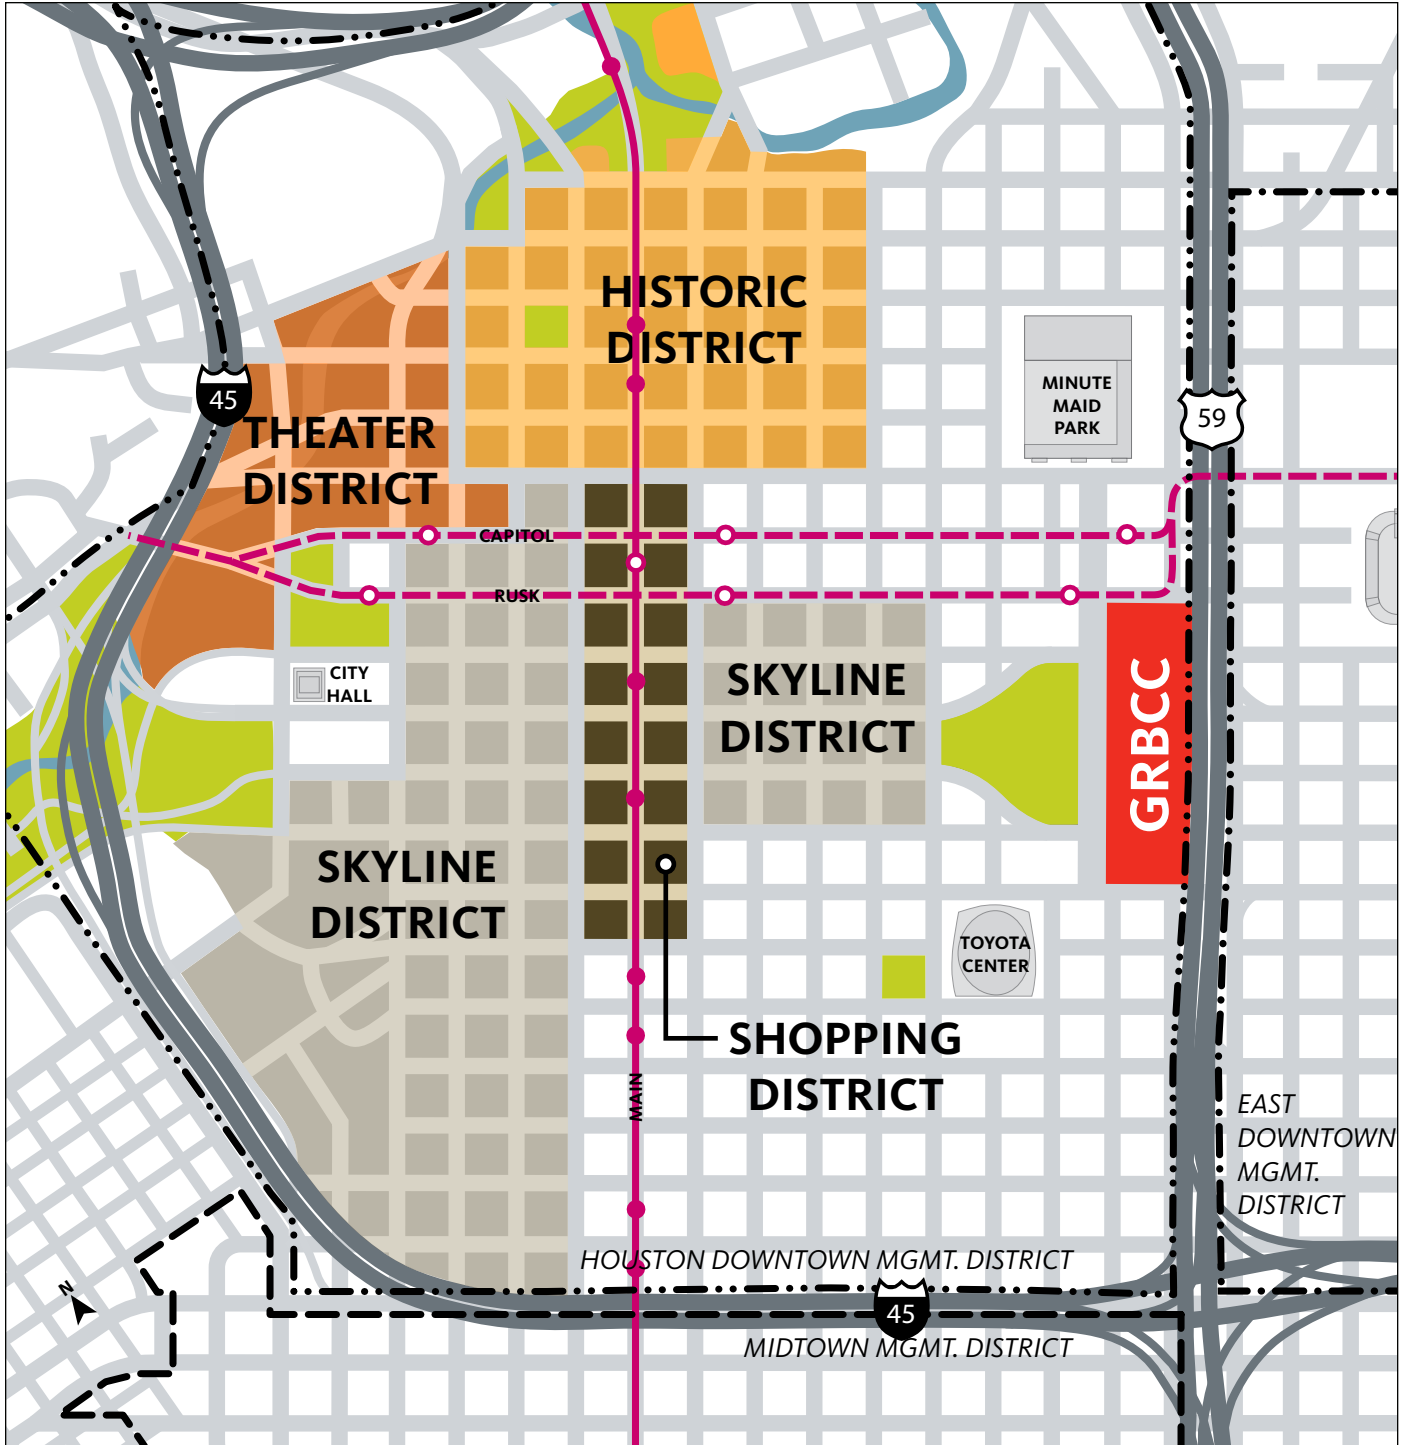 HISTORIC
DISTRICT
MINUTE
MAID
PARK
45
59
THEATER
DISTRICT
CAPITOL
RUSK
CITY
HALL
SKYLINE
DISTRICT
GRBCC
SKYLINE
DISTRICT
TOYOTA
CENTER
SHOPPING
DISTRICT
MAIN
EAST
DOWNTOWN
MGMT.
DISTRICT
HOUSTON DOWNTOWN MGMT. DISTRICT
N
45
MIDTOWN MGMT. DISTRICT